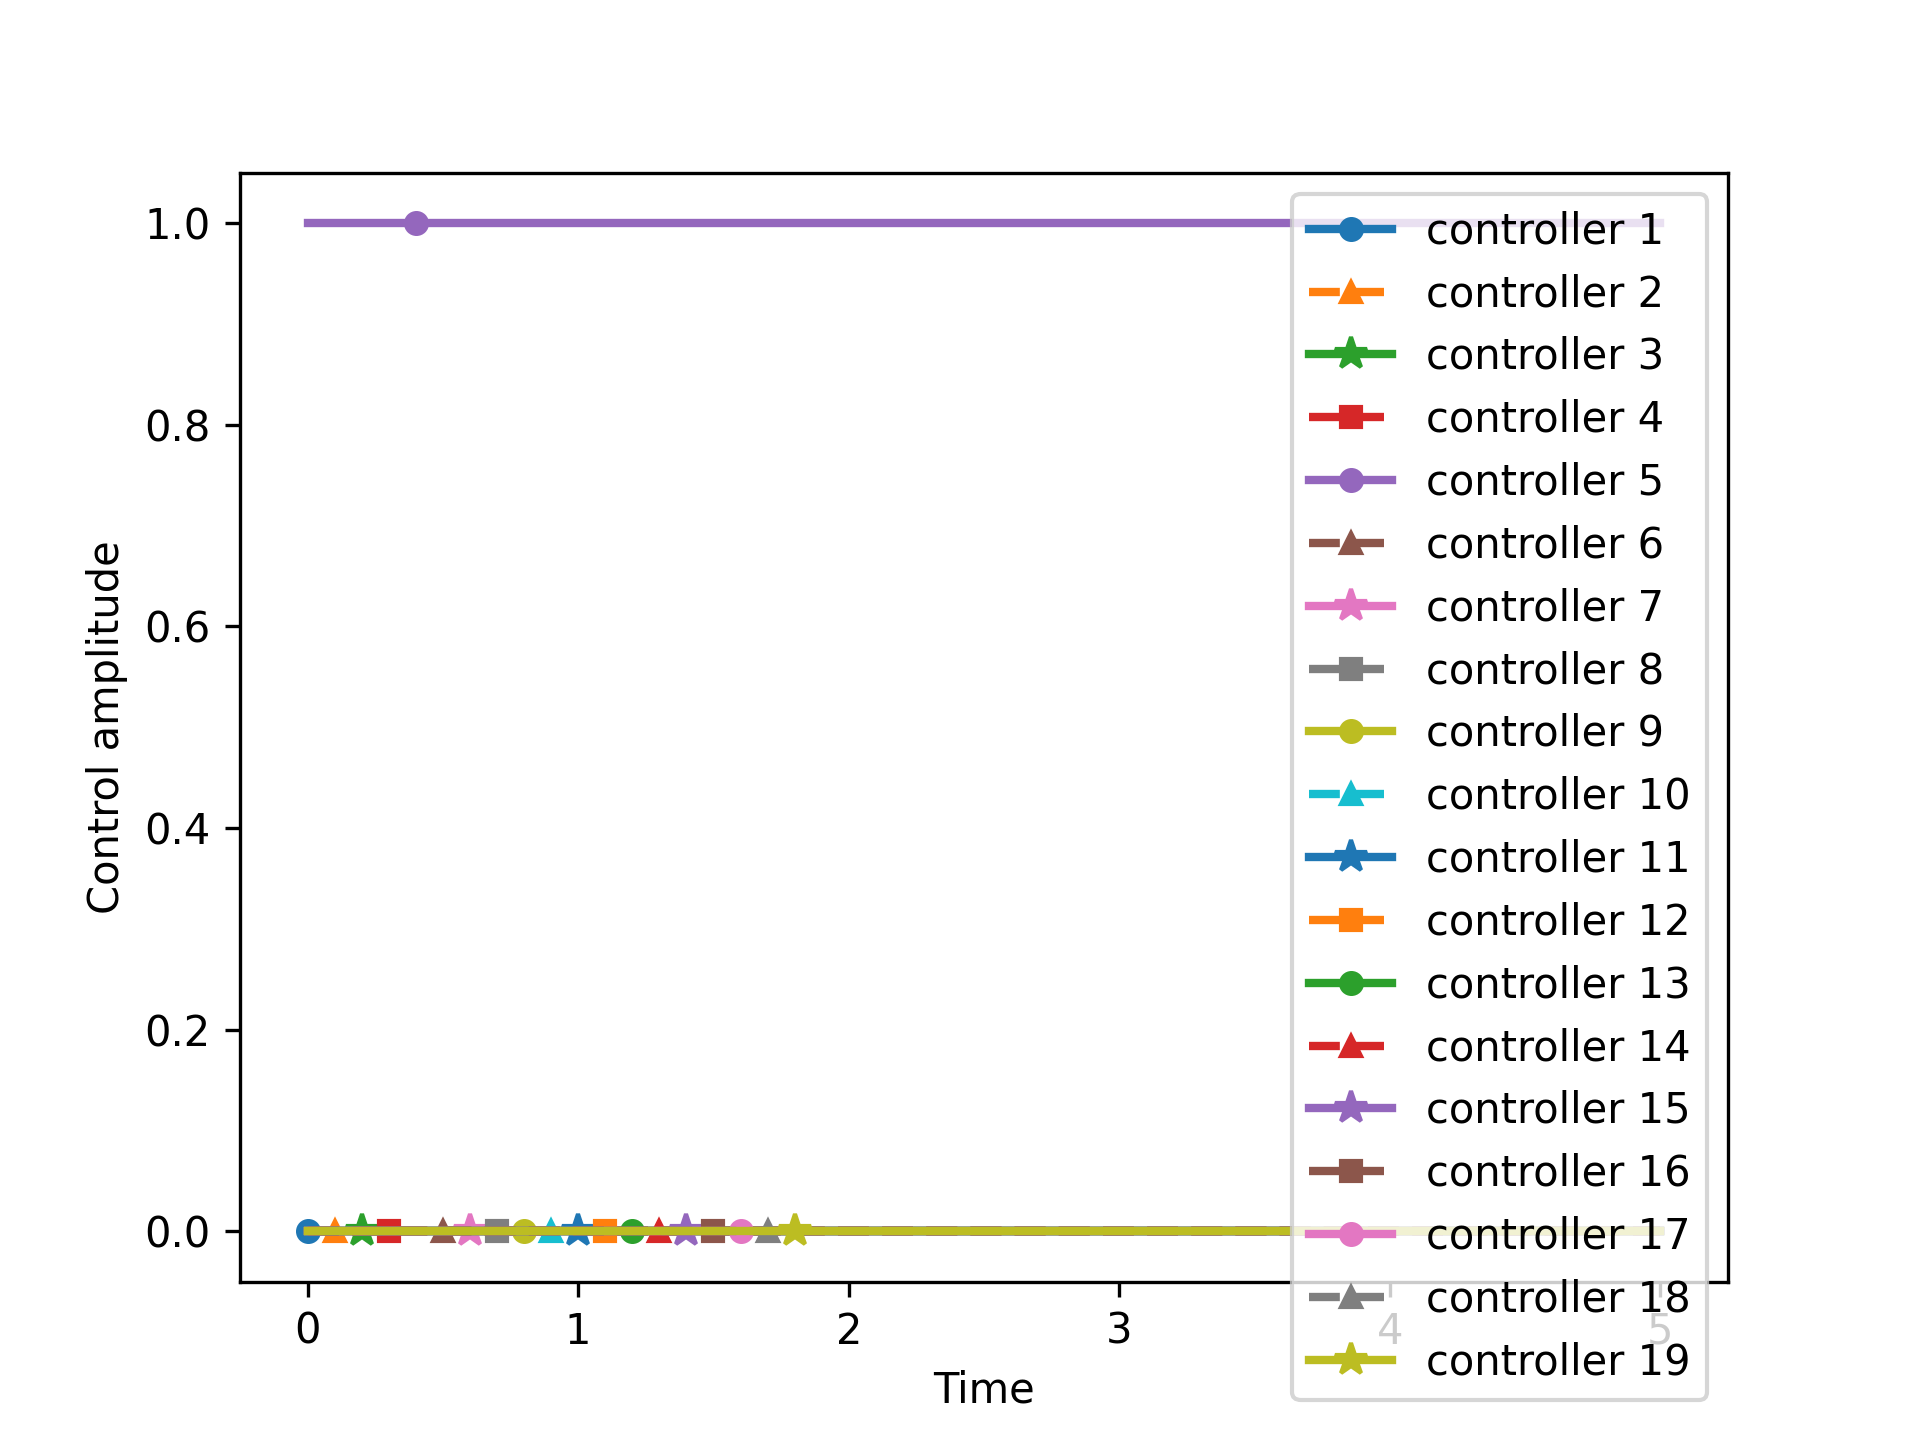 1.0
0.8
0.6
0.4
0.2
0.0
Control amplitude
0 1 2 3 4 5
Time
controller 1
controller 2
controller 3
controller 4
controller 5
controller 6
controller 7
controller 8
controller 9
controller 10
controller 11
controller 12
controller 13
controller 14
controller 15
controller 16
controller 17
controller 18
controller 19